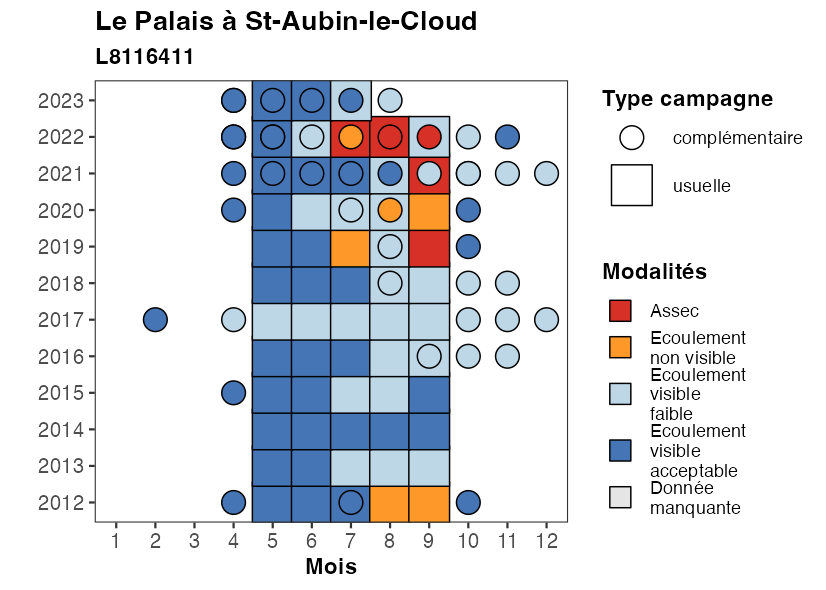 Le Palais à St-Aubin-le-Cloud
L8116411
2023
2022
2021
2020
2019
2018
2017
2016
2015
2014
2013
2012
1 2 3 4 5 6 7 8 9 10 11 12
Mois
Type campagne
complémentaire
usuelle
Modalités
Assec
Ecoulement
non visible
Ecoulement
visible
faible
Ecoulement
visible
acceptable
Donnée
manquante